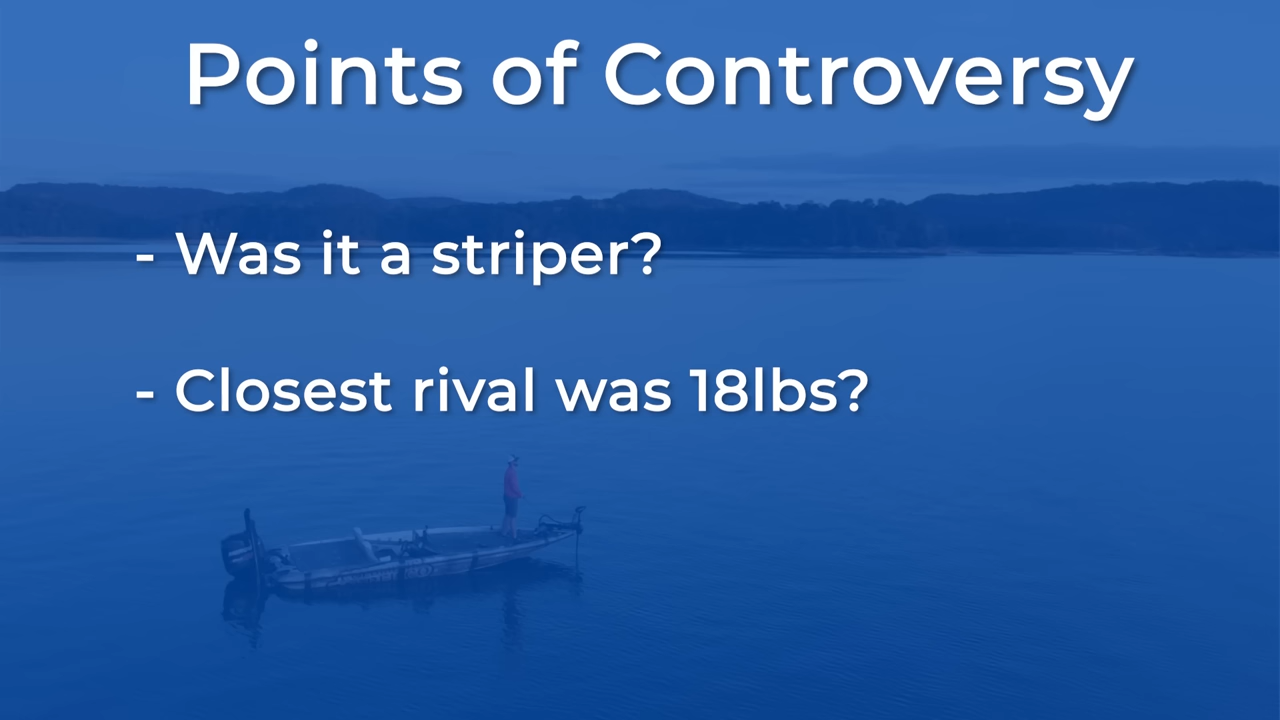 Points of Controversy
- Was it a striper?
- Closest rival was 18lbs?